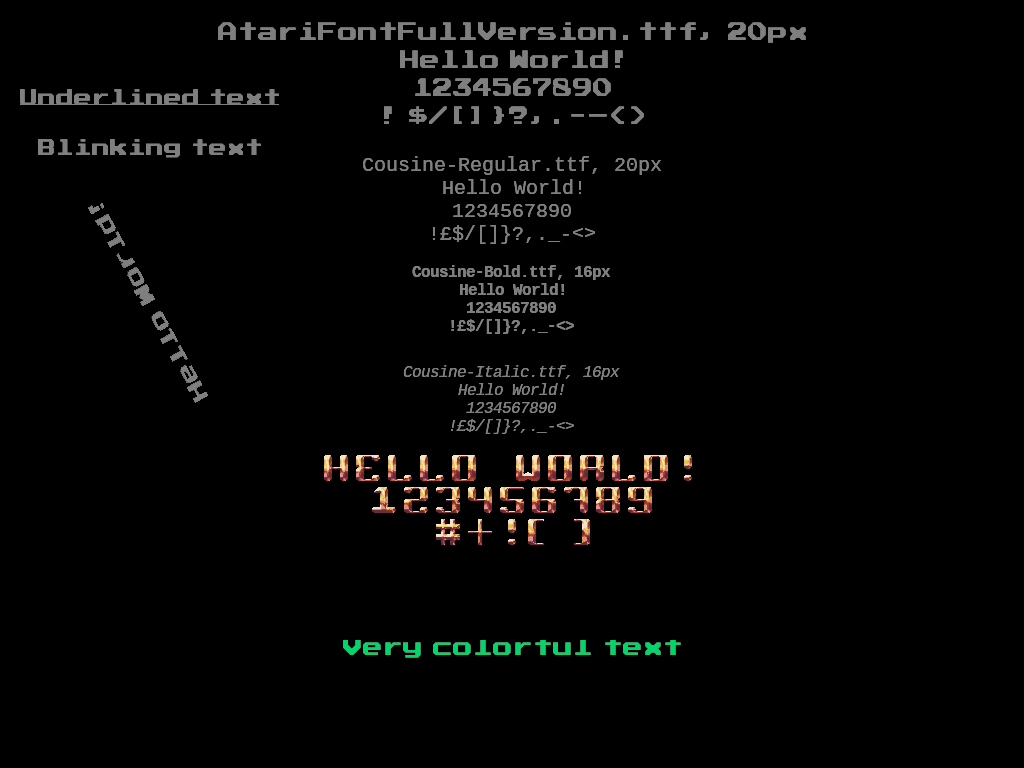 AtariFontFullVersion.ttf, 20px
Hello World!
1234567890
! $/[]}?,.--<>
Underlined text
Blinking text
Hello World!
Cousine-Regular.ttf, 20px
Hello World!
1234567890
!£$/[]}?,._-<>
Cousine-Bold.ttf, 16px
Hello World!
1234567890
!£$/[]}?,._-<>
Cousine-Italic.ttf, 16px
Hello World!
1234567890
!£$/[]}?,._-<>
HELLO WORLD!
123456789
#+![ ]
Very colorful text